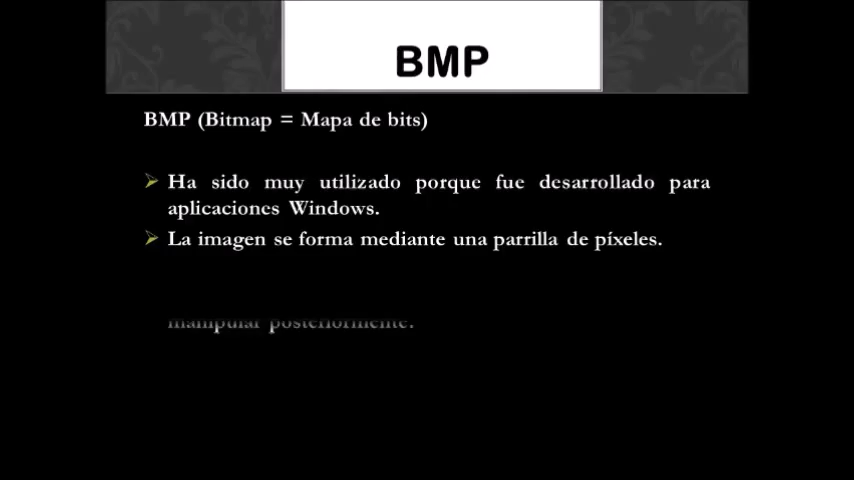 BMP
BMP (Bitmap = Mapa de bits)
Ha sido muy utilizado porque fue desarrollado para
aplicaciones Windows.
La imagen se forma mediante una parrilla de píxeles.
manipular posteriormente.